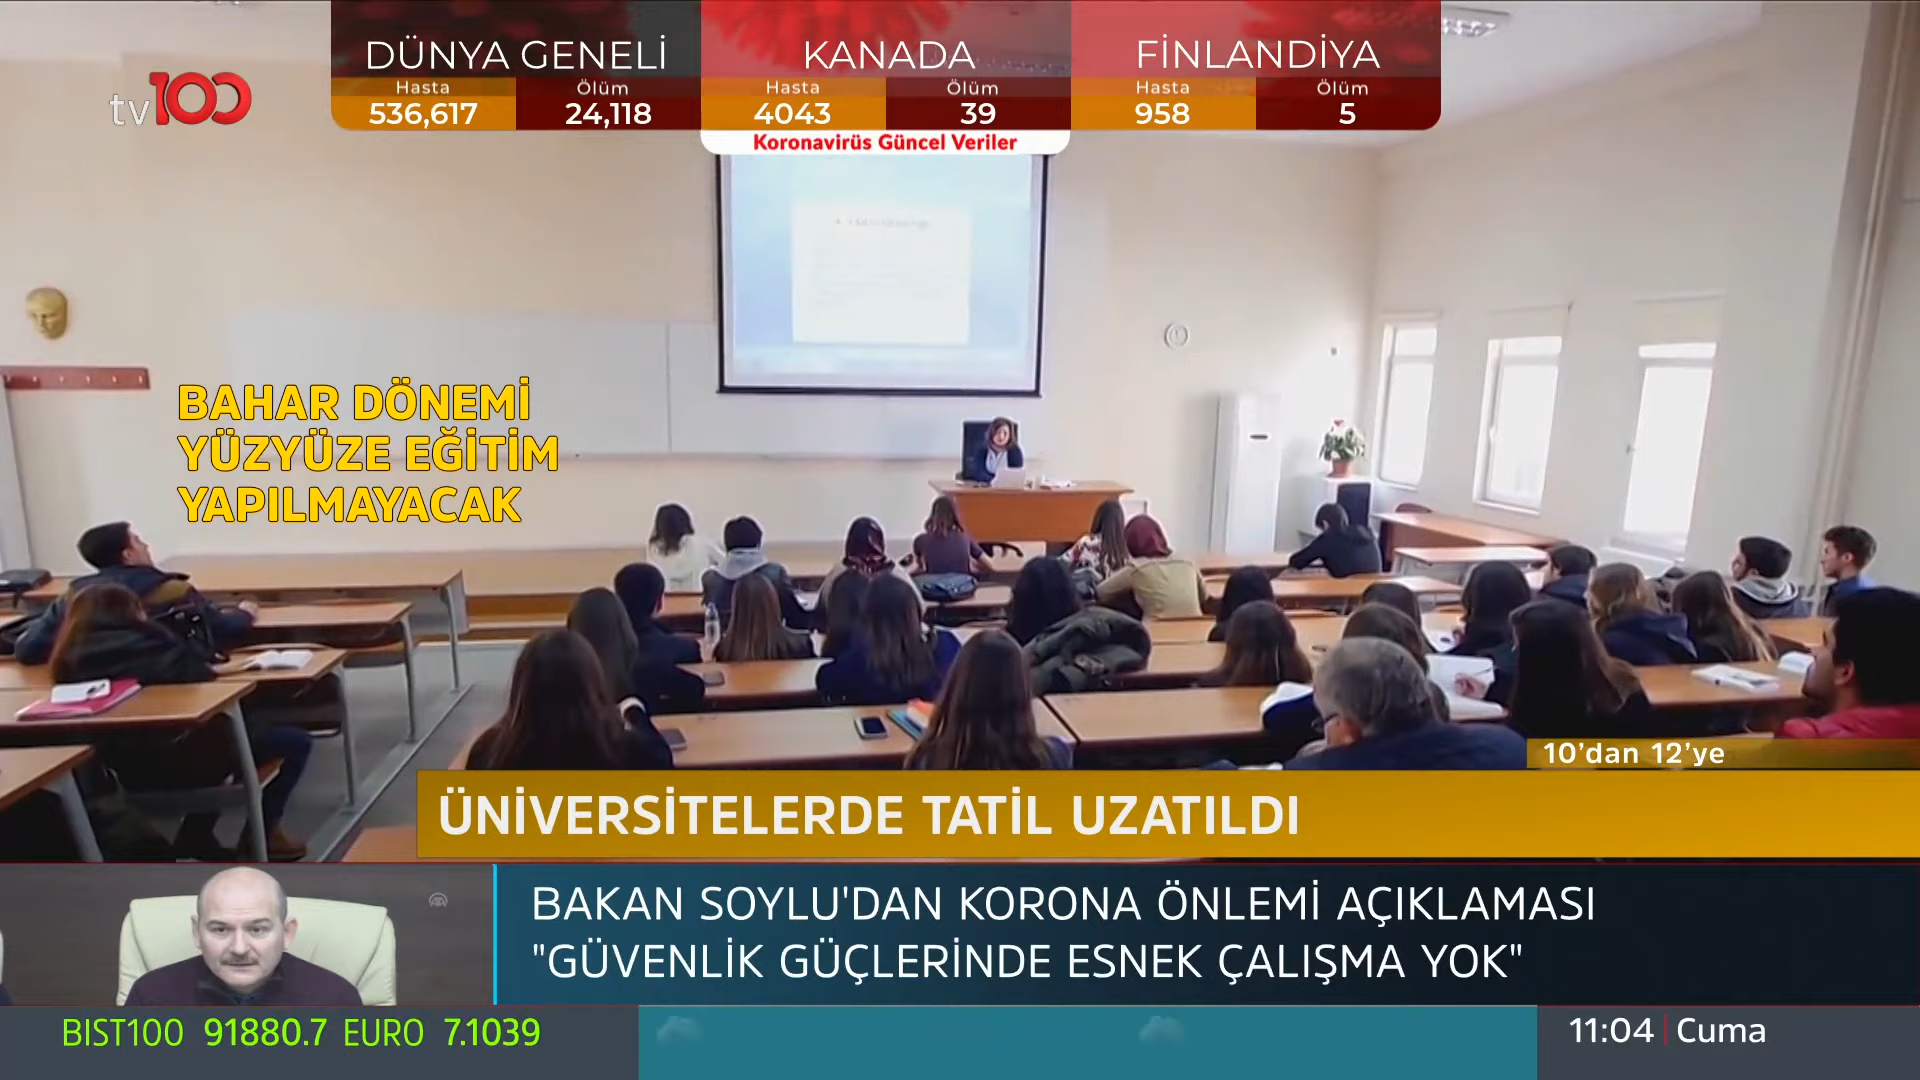 tv100
DÜNYA GENELİ
Hasta
Ölüm
536,617
24,118
KANADA
Hasta
Ölüm
4043
39
FİNLANDİYA
Hasta
Ölüm
958
5
Koronavirüs Güncel Veriler
BAHAR DÖNEMİ
YÜZYÜZE EĞİTİM
YAPILMAYACAK
10'dan 12'ye
ÜNİVERSİTELERDE TATİL UZATILDI
BAKAN SOYLU'DAN KORONA ÖNLEMİ AÇIKLAMASI
"GÜVENLİK GÜÇLERİNDE ESNEK ÇALIŞMA YOK"
BIST100 91880.7 EURO 7.1039
11:04 Cuma